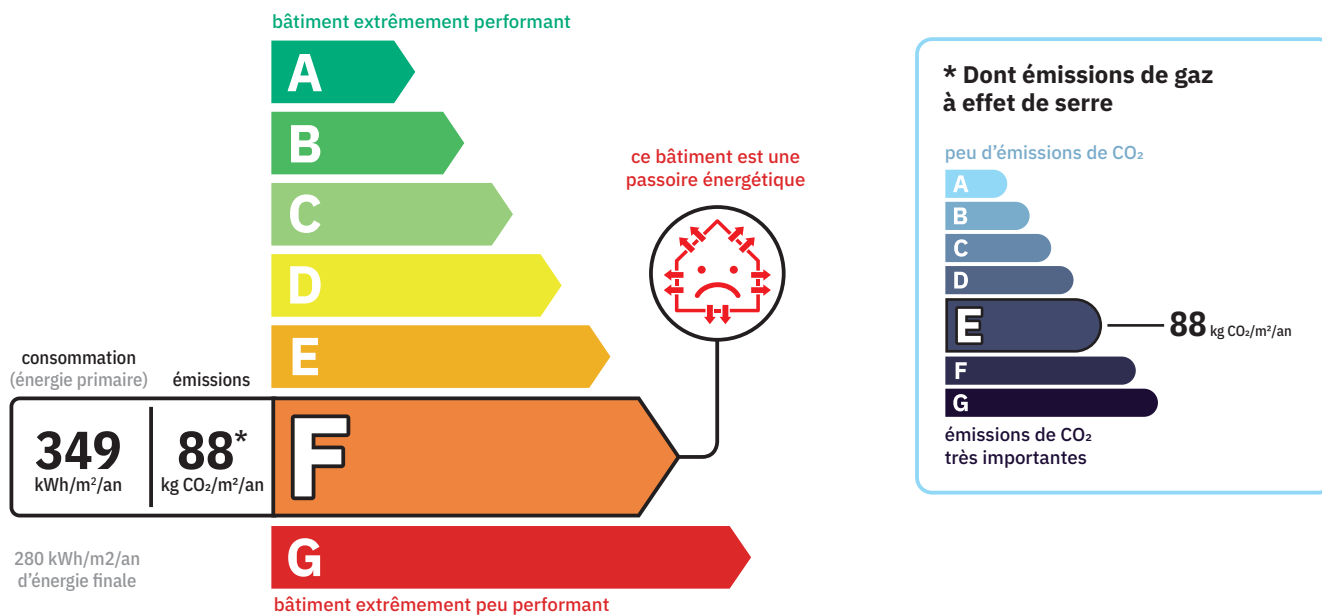 bâtiment extrêmement performant
A
B
C
D
E
F
G
bâtiment extrêmement peu performant
consommation
(énergie primaire)
émissions
349
kWh/m²/an
88*
kg CO₂/m²/an
280 kWh/m2/an
d'énergie finale
ce bâtiment est une
passoire énergétique
* Dont émissions de gaz
à effet de serre
peu d'émissions de CO₂
A
B
C
D
E
88 kg CO₂/m²/an
F
G
émissions de CO₂
très importantes